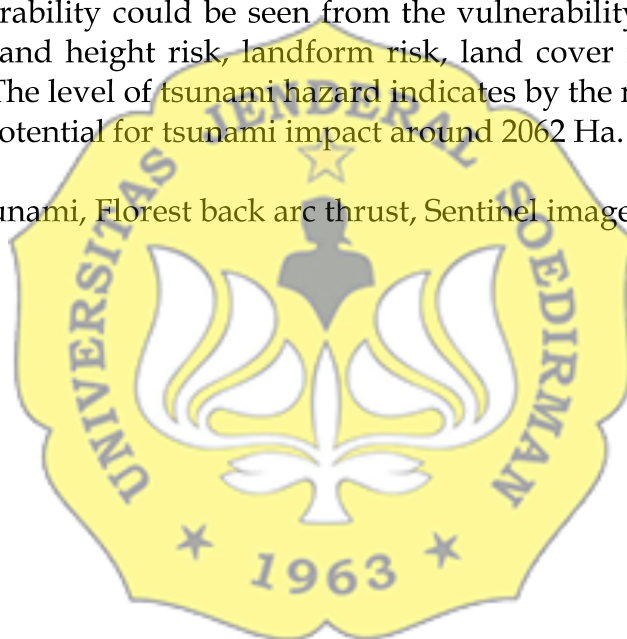 rability could be seen from the vulnerability
and height risk, landform risk, land cover
The level of tsunami hazard indicates by the
otential for tsunami impact around 2062 Ha.
unami, Florest back arc thrust, Sentinel image
UNIVERSITAS JENDERAL SOEDIRMAN
1963